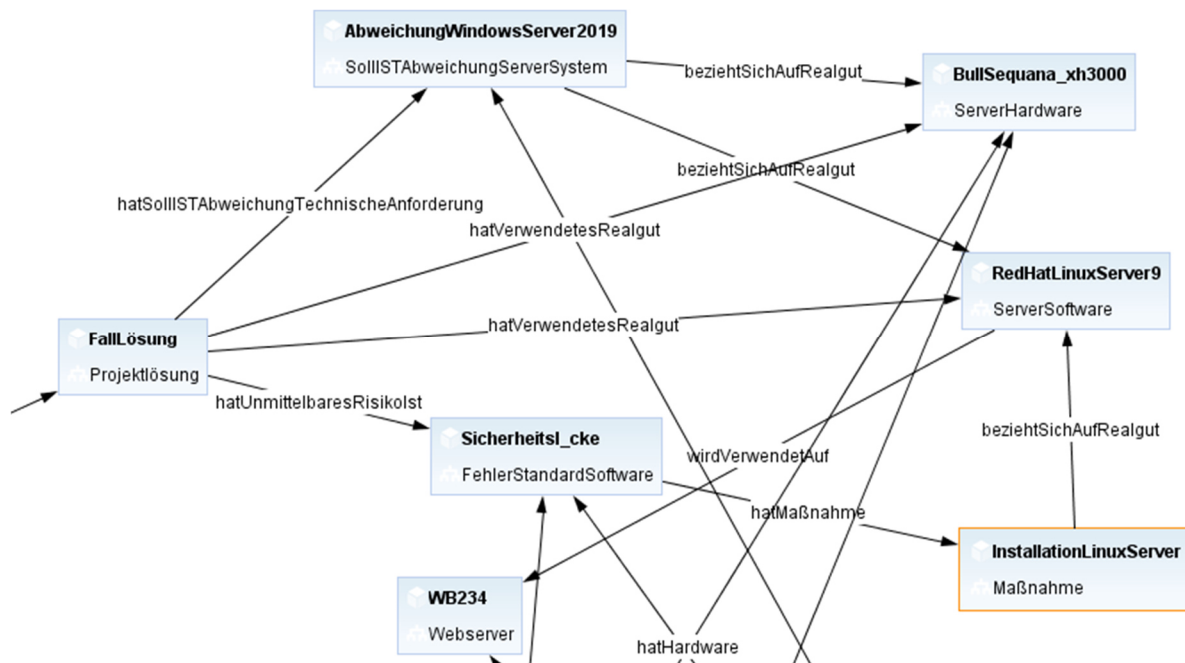 AbweichungWindowsServer2019
SollISTAbweichungServerSystem
beziehtSichAufRealgut
BullSequana_xh3000
ServerHardware
beziehtSichAufRealgut
hatSollISTAbweichungTechnischeAnforderung
hatVerwendetesRealgut
RedHatLinuxServer9
ServerSoftware
hatVerwendetesRealgut
FallLösung
Projektlösung
hatUnmittelbaresRisikoIst
Sicherheitsl_cke
FehlerStandardSoftware
beziehtSichAufRealgut
wirdVerwendetAuf
hatMaßnahme
InstallationLinuxServer
Maßnahme
WB234
Webserver
hatHardware